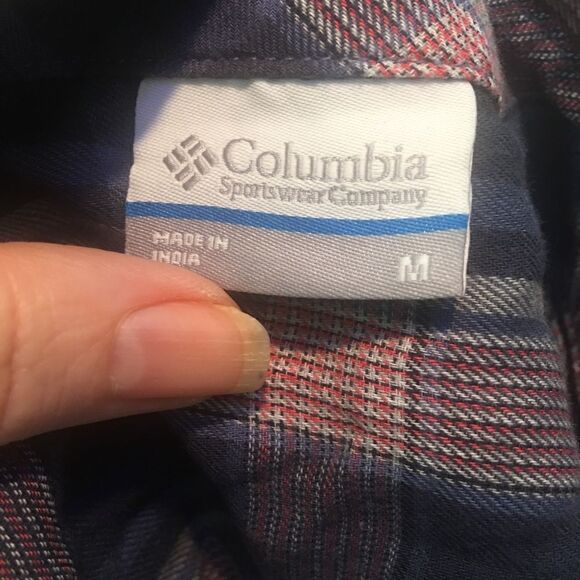 Columbia
Sportswear Company
MADE IN
INDIA
M